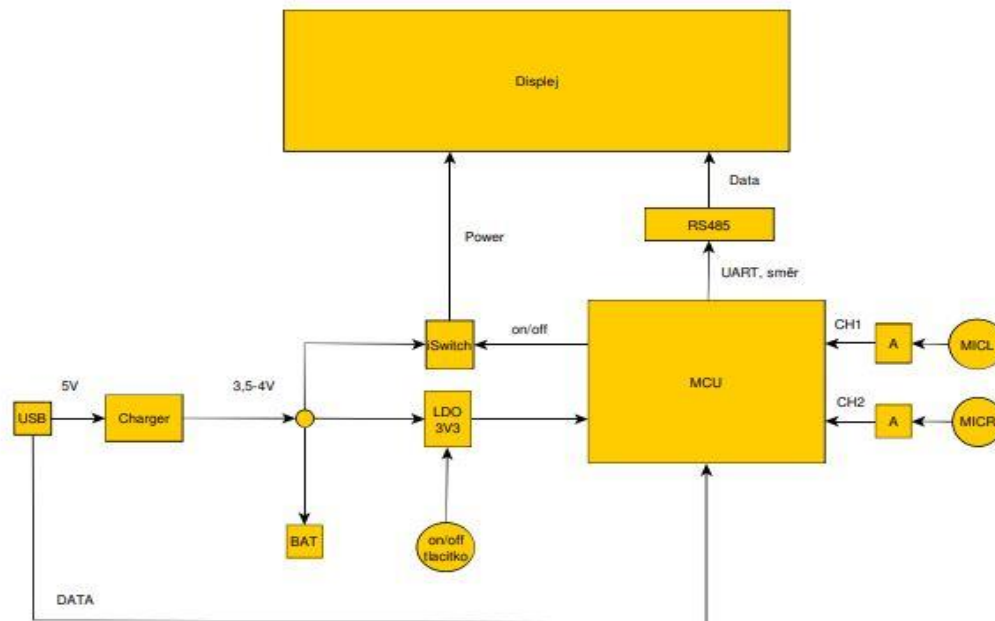 Displej
Data
RS485
Power
UART, směr
iSwitch
on/off
MCU
CH1
A
MICL
5V
3,5-4V
USB
Charger
LDO
3V3
CH2
A
MICR
BAT
on/off
tlacitko
DATA